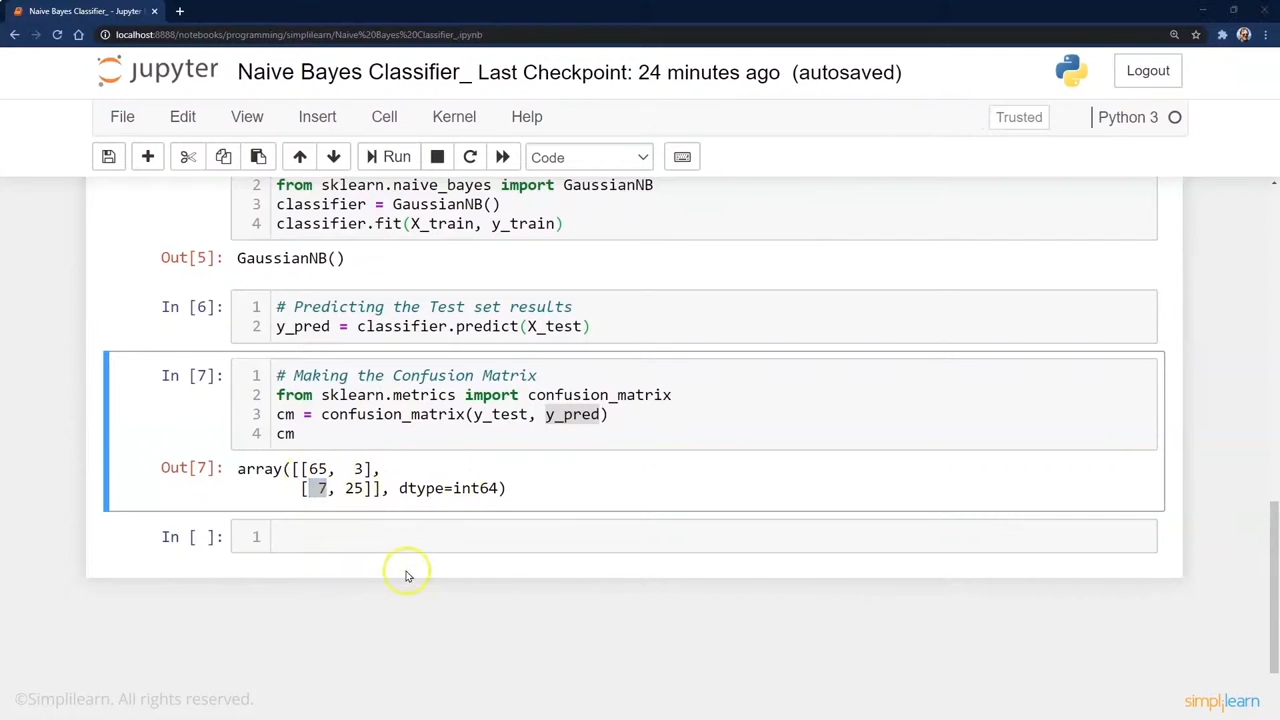 Naive Bayes Classifier_ - Jupyter
localhost:8888/notebooks/programming/simplilearn/Naive%20Bayes%20Classifier_.ipynb
jupyter Naive Bayes Classifier_ Last Checkpoint: 24 minutes ago (autosaved) Logout
File Edit View Insert Cell Kernel Help Trusted Python 3
Run Code
2 from sklearn.naive_bayes import GaussianNB
3 classifier = GaussianNB()
4 classifier.fit(X_train, y_train)
Out[5]: GaussianNB()
In [6]: 1 # Predicting the Test set results
2 y_pred = classifier.predict(X_test)
In [7]: 1 # Making the Confusion Matrix
2 from sklearn.metrics import confusion_matrix
3 cm = confusion_matrix(y_test, y_pred)
4 cm
Out[7]: array([[65, 3],
[ 7, 25]], dtype=int64)
In [ ]: 1
©Simplilearn. All rights reserved.
simplilearn